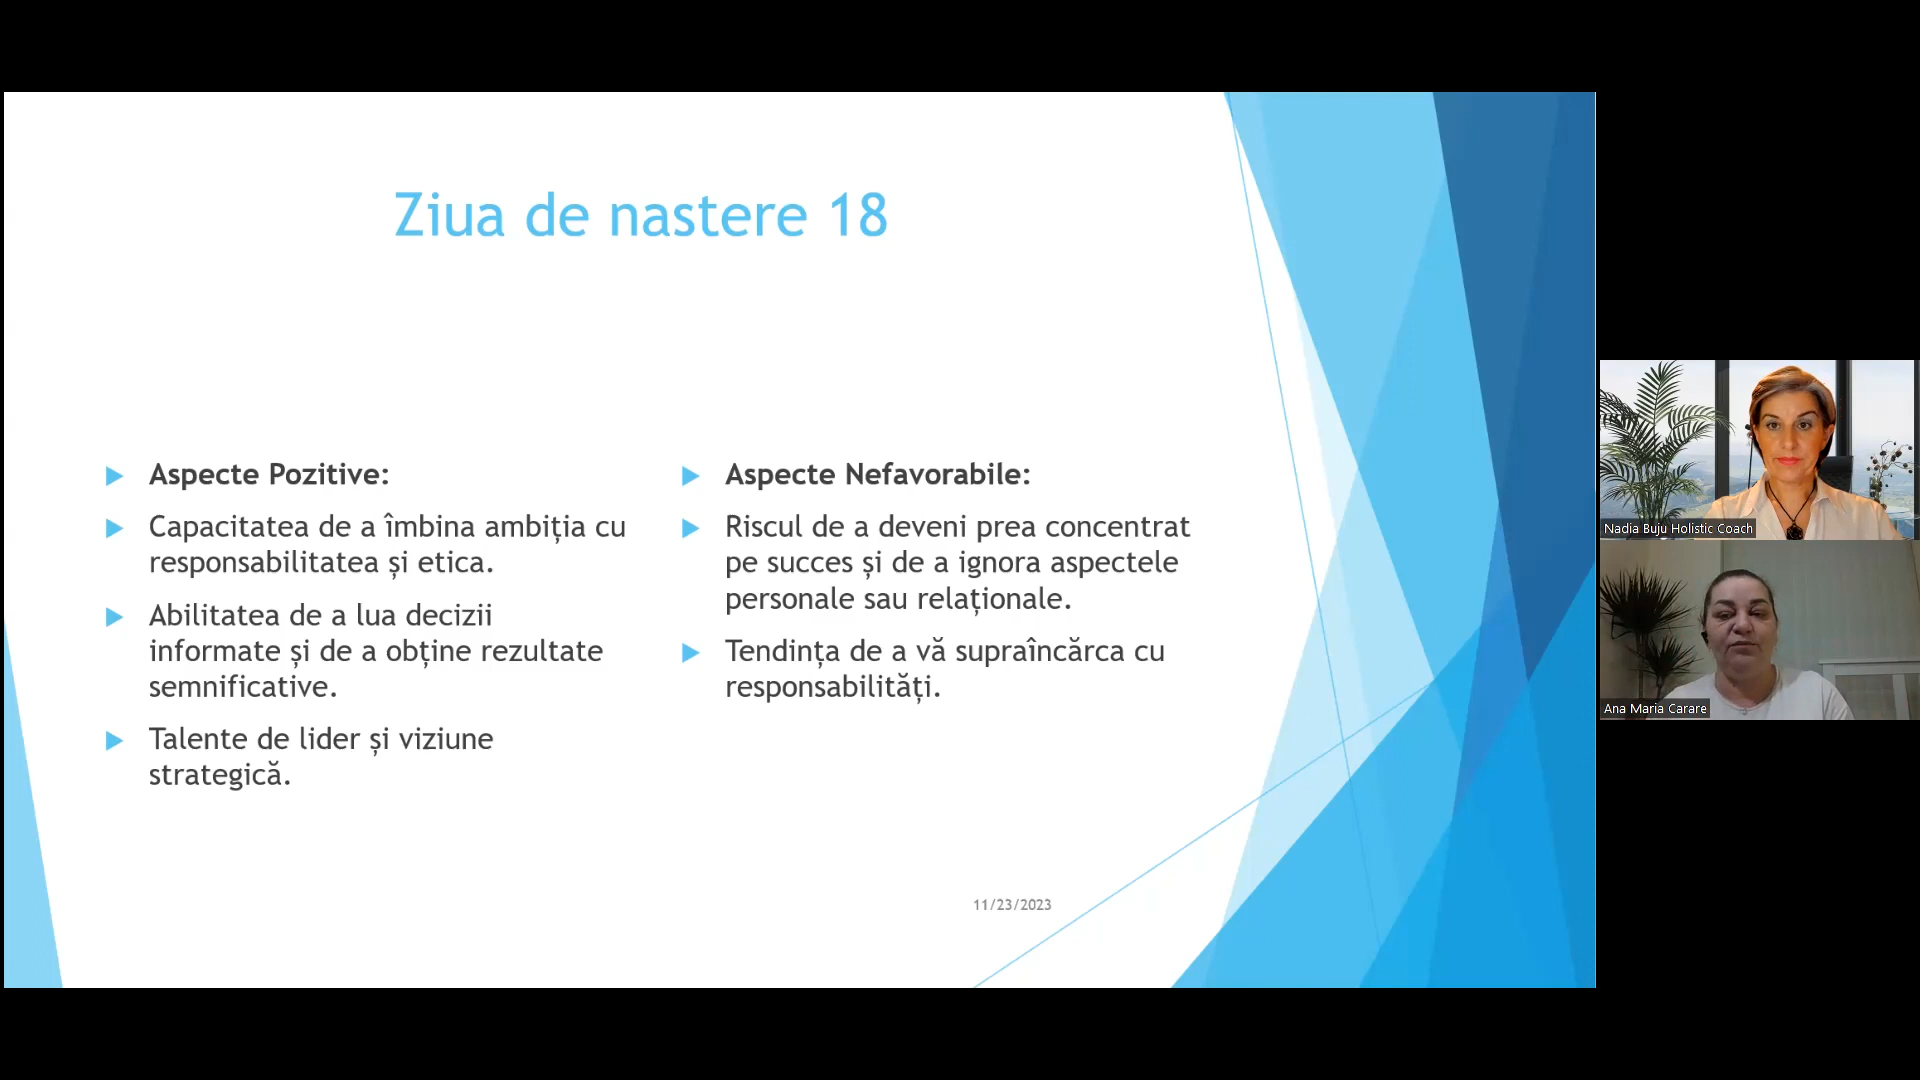 Ziua de nastere 18
Aspecte Pozitive:
Capacitatea de a îmbina ambiția cu
responsabilitatea și etica.
Abilitatea de a lua decizii
informate și de a obține rezultate
semnificative.
Talente de lider și viziune
strategică.
Aspecte Nefavorabile:
Riscul de a deveni prea concentrat
pe succes și de a ignora aspectele
personale sau relaționale.
Tendința de a vă supraîncărca cu
responsabilități.
11/23/2023
Nadia Buju Holistic Coach
Ana Maria Carare